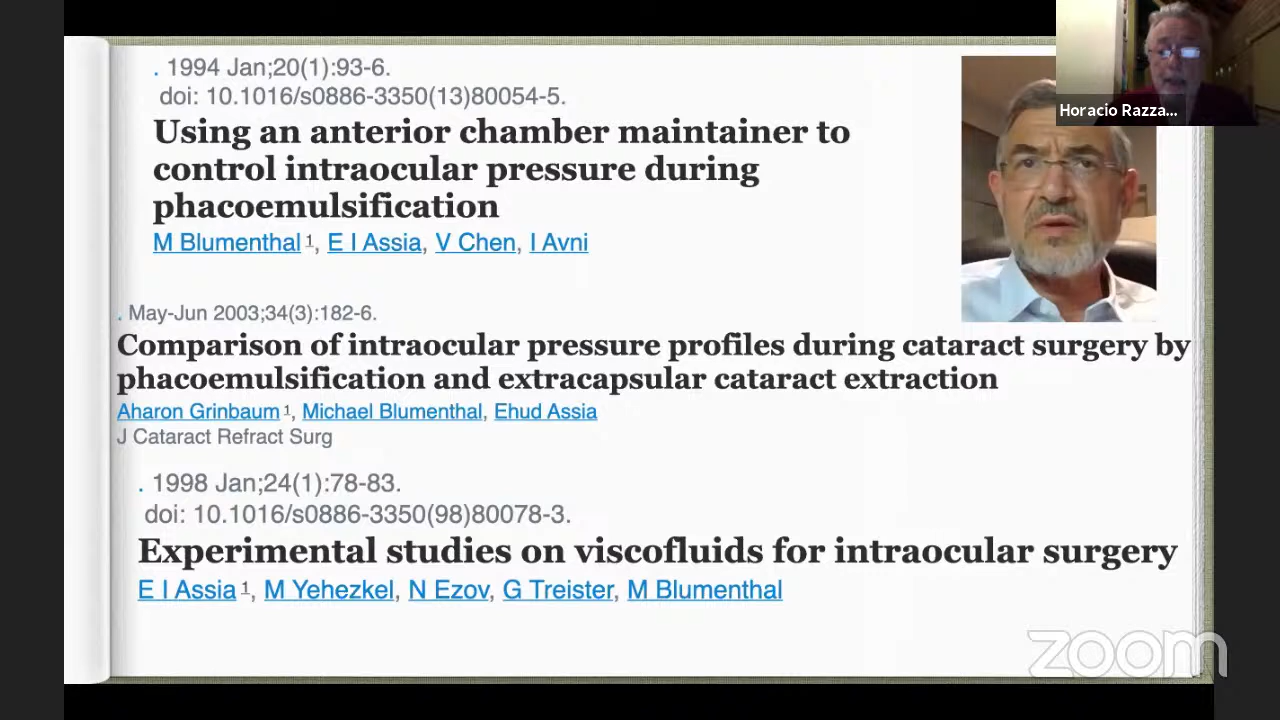 . 1994 Jan;20(1):93-6.
doi: 10.1016/s0886-3350(13)80054-5.
Using an anterior chamber maintainer to
control intraocular pressure during
phacoemulsification
M Blumenthal 1, E I Assia, V Chen, I Avni
. May-Jun 2003;34(3):182-6.
Comparison of intraocular pressure profiles during cataract surgery by
phacoemulsification and extracapsular cataract extraction
Aharon Grinbaum 1, Michael Blumenthal, Ehud Assia
J Cataract Refract Surg
. 1998 Jan;24(1):78-83.
doi: 10.1016/s0886-3350(98)80078-3.
Experimental studies on viscofluids for intraocular surgery
E I Assia 1, M Yehezkel, N Ezov, G Treister, M Blumenthal
Horacio Razza...
zoom